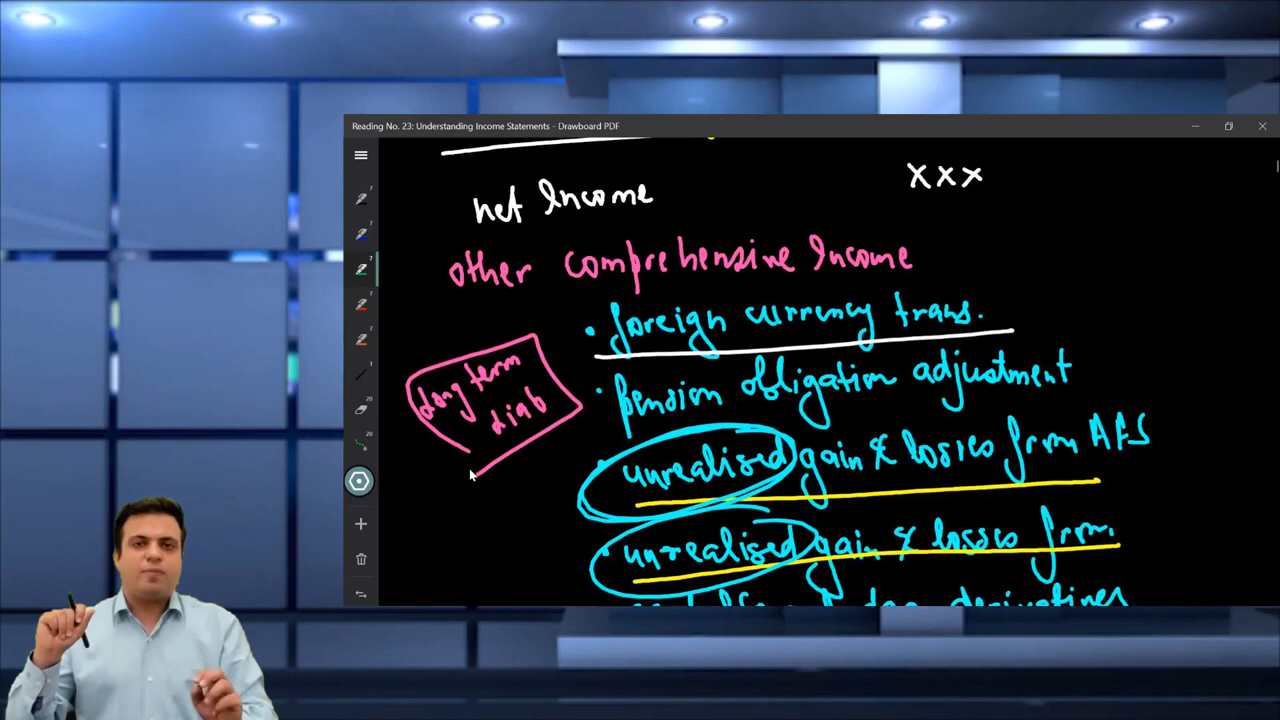 Reading No. 23: Understanding Income Statements - Drawboard PDF
net Income
XXX
other comprehensive Income
• foreign currency trans.
• pension obligation adjustment
long term
liab
• unrealised gain & losses from AFS
• unrealised gain & losses from
derivatives